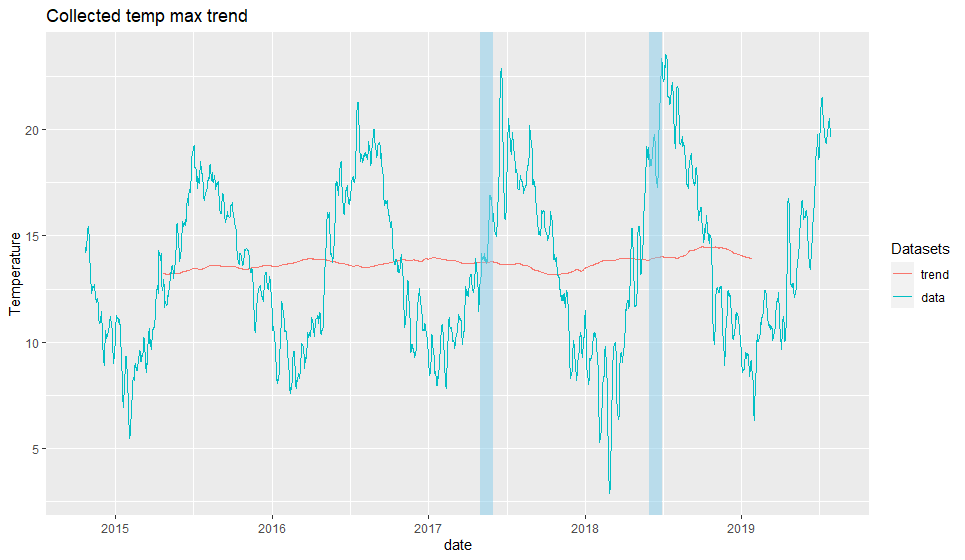 Collected temp max trend
Temperature
20
15
10
5
2015
2016
2017
2018
2019
date
Datasets
trend
data